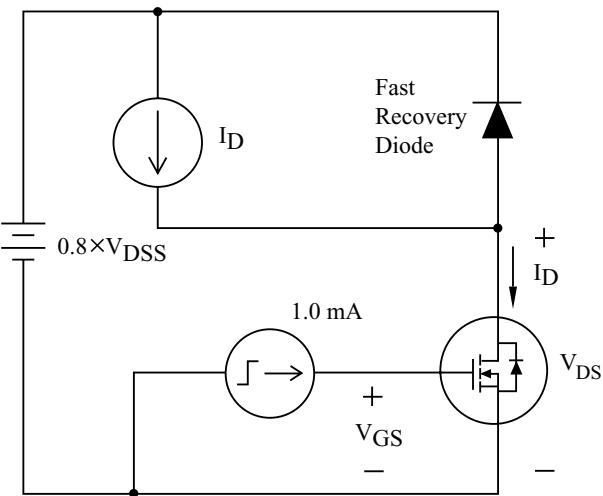 Fast
Recovery
Diode
I_D
0.8×V_DSS
+
I_D
1.0 mA
+
V_GS
−
V_DS
−